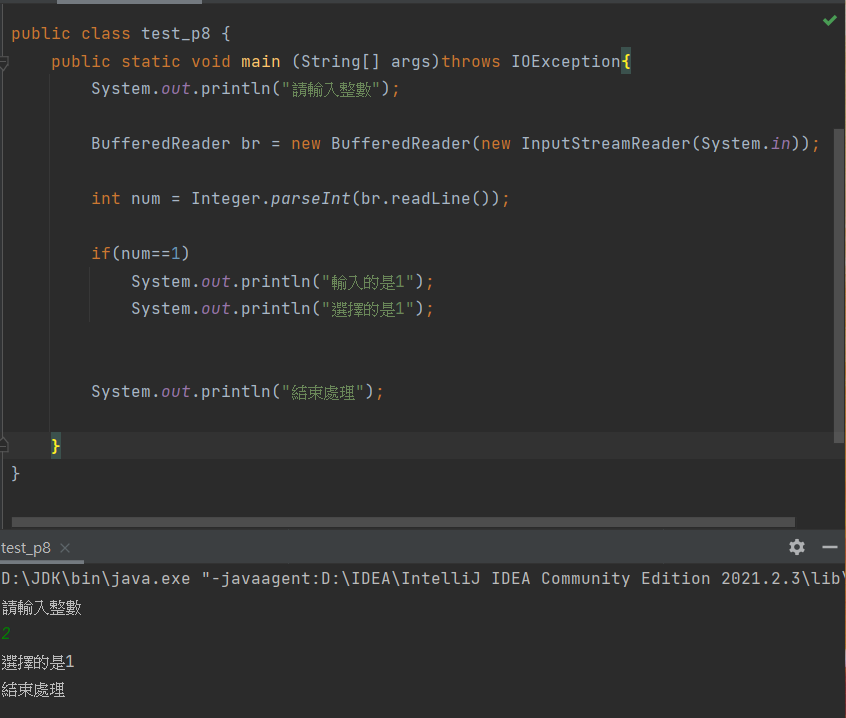 public class test_p8 {
public static void main (String[] args)throws IOException{
System.out.println("請輸入整數");
BufferedReader br = new BufferedReader(new InputStreamReader(System.in));
int num = Integer.parseInt(br.readLine());
if(num==1)
System.out.println("輸入的是1");
System.out.println("選擇的是1");
System.out.println("結束處理");
}
}
test_p8
D:\JDK\bin\java.exe "-javaagent:D:\IDEA\IntelliJ IDEA Community Edition 2021.2.3\lib\
請輸入整數
2
選擇的是1
結束處理